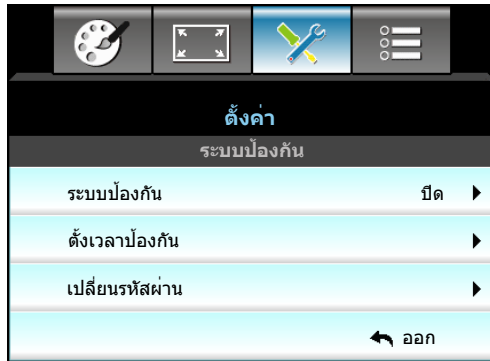 ตั้งค่า
ระบบป้องกัน
ระบบป้องกัน ปิด
ตั้งเวลาป้องกัน
เปลี่ยนรหัสผ่าน
ออก